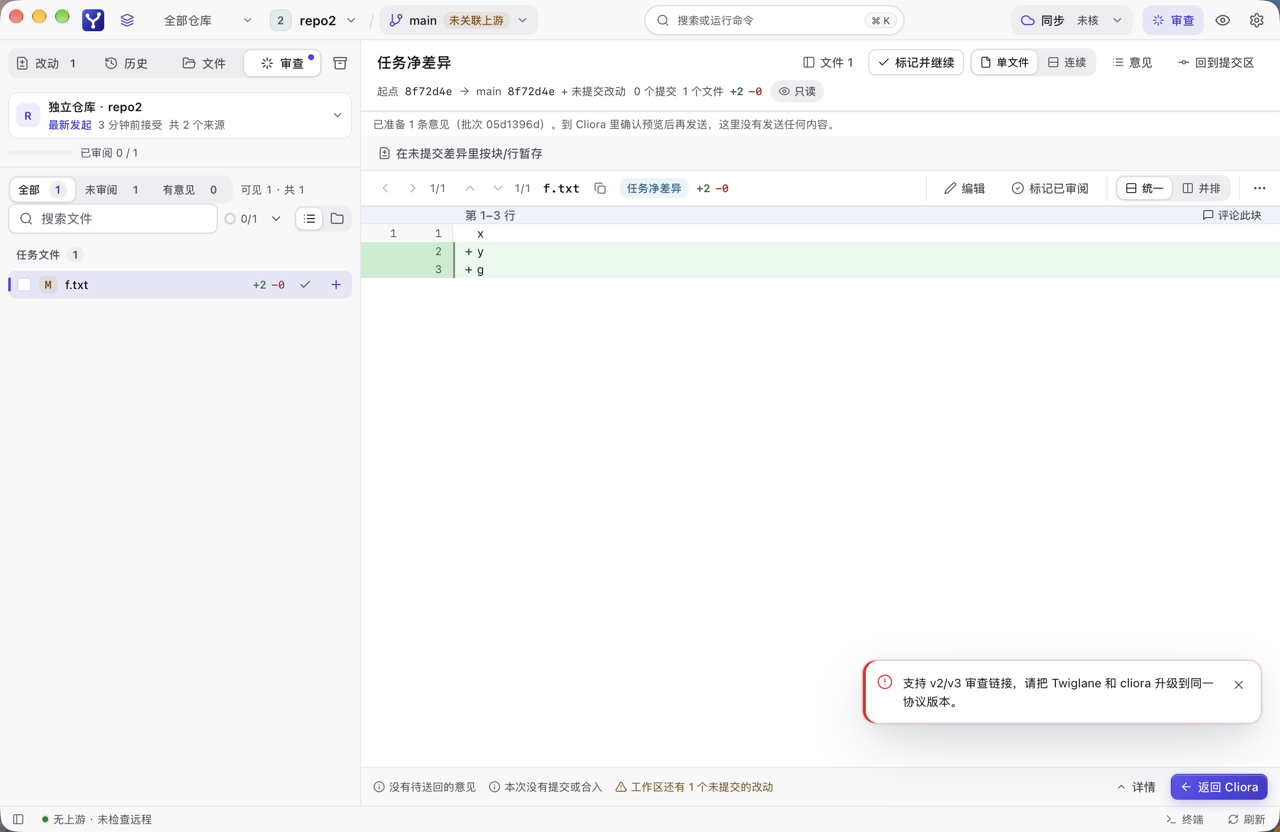 全部仓库 2 repo2 / main 未关联上游 搜索或运行命令 ⌘ K 同步 未核 审查
改动 1 历史 文件 审查
独立仓库 · repo2
R
最新发起 3 分钟前接受 共 2 个来源
已审阅 0 / 1
全部 1 未审阅 1 有意见 0 可见 1 · 共 1
搜索文件 0/1
任务文件 1
M f.txt +2 −0
任务净差异 文件 1 标记并继续 单文件 连续 意见 回到提交区
起点 8f72d4e → main 8f72d4e + 未提交改动 0 个提交 1 个文件 +2 −0 只读
已准备 1 条意见（批次 05d1396d）。到 Cliora 里确认预览后再发送，这里没有发送任何内容。
在未提交差异里按块/行暂存
1/1 1/1 f.txt 任务净差异 +2 −0 编辑 标记已审阅 统一 并排
第 1–3 行 评论此块
1 1 x
2 + y
3 + g
支持 v2/v3 审查链接，请把 Twiglane 和 cliora 升级到同一
协议版本。
没有待送回的意见 本次没有提交或合入 工作区还有 1 个未提交的改动 详情 返回 Cliora
无上游 · 未检查远程 终端 刷新